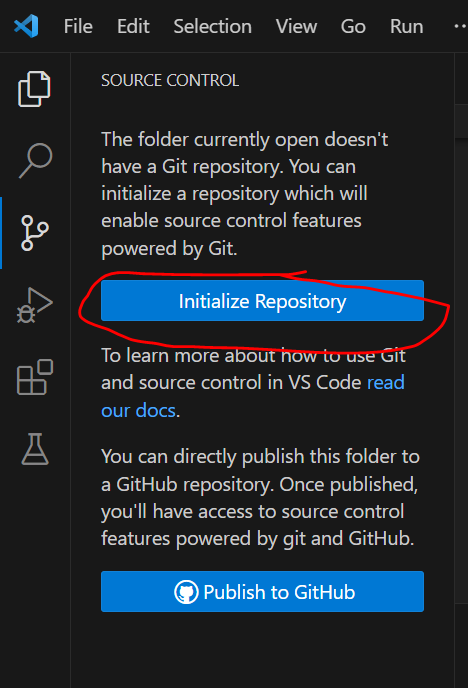 File Edit Selection View Go Run ...
SOURCE CONTROL
The folder currently open doesn't
have a Git repository. You can
initialize a repository which will
enable source control features
powered by Git.
Initialize Repository
To learn more about how to use Git
and source control in VS Code read
our docs.
You can directly publish this folder to
a GitHub repository. Once published,
you'll have access to source control
features powered by git and GitHub.
Publish to GitHub